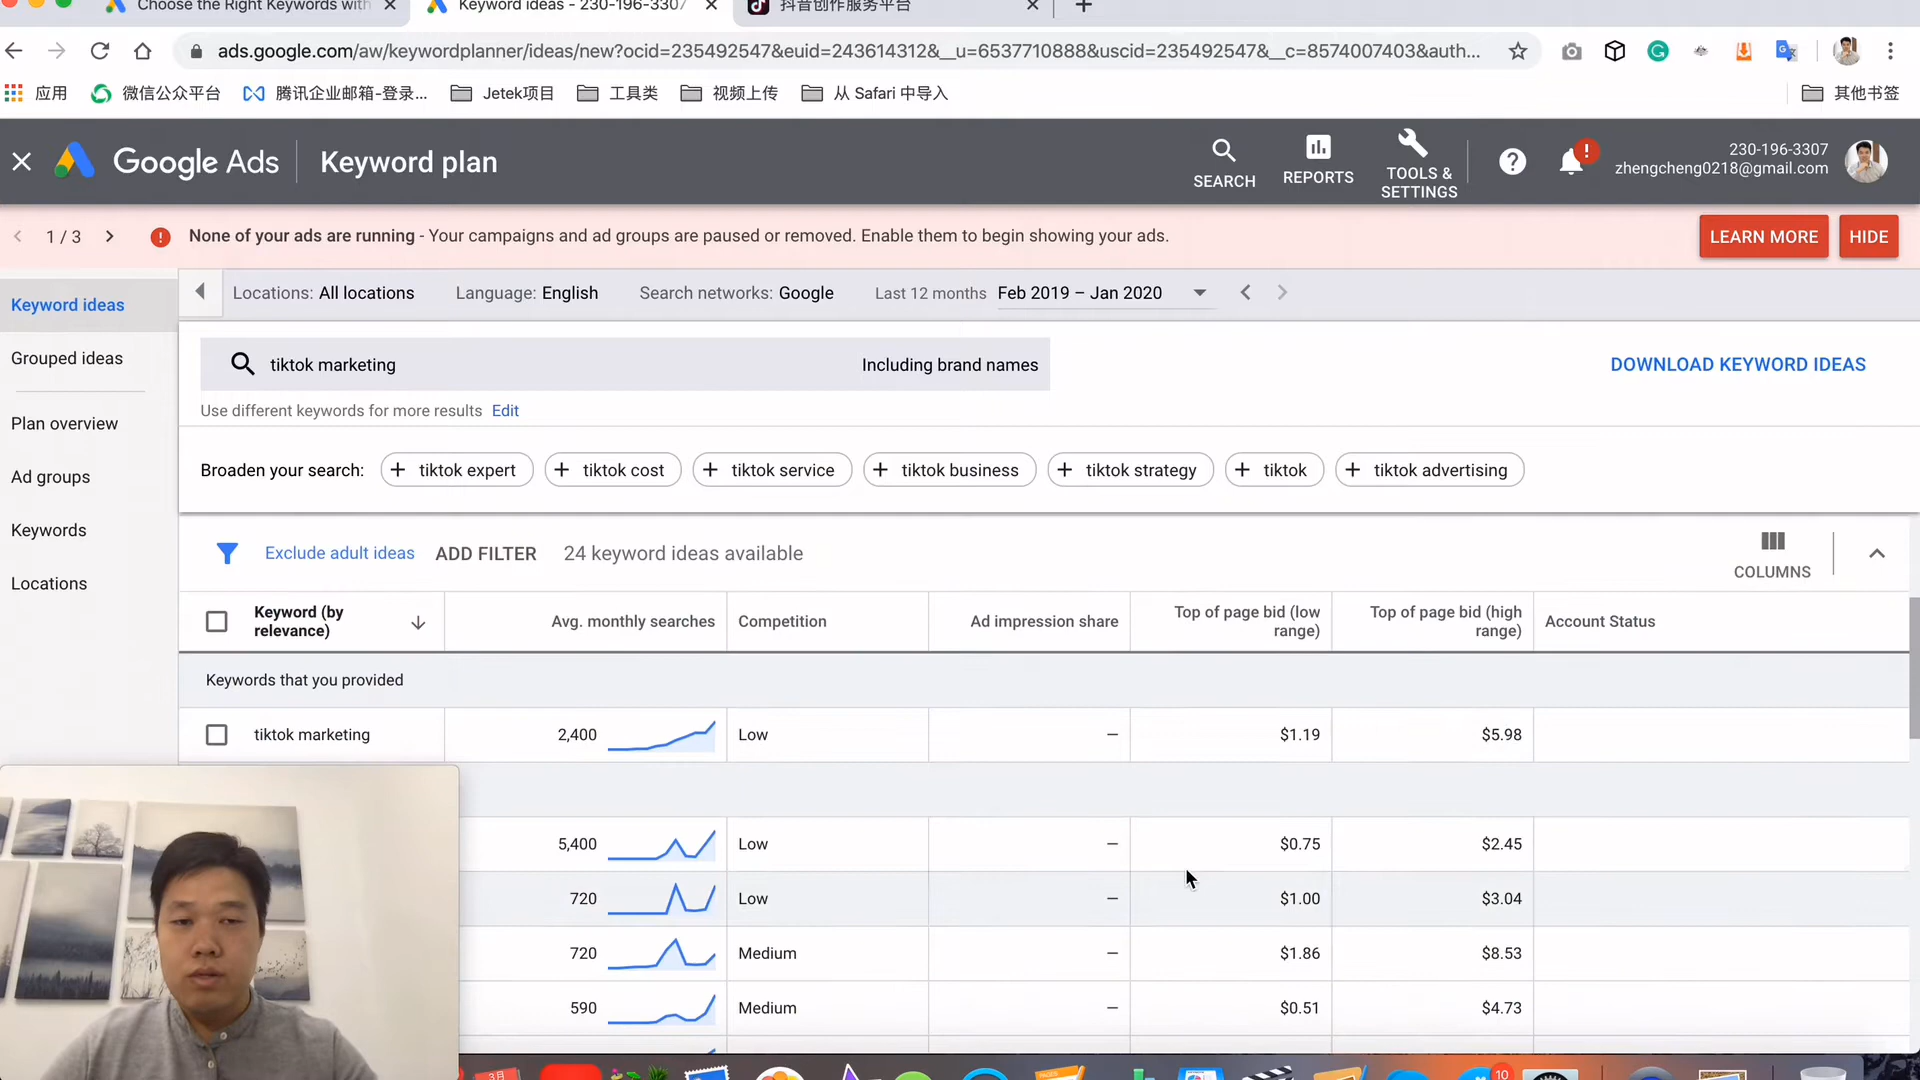 Choose the Right Keywords with
Keyword ideas - 230-196-3307
抖音创作服务平台
ads.google.com/aw/keywordplanner/ideas/new?ocid=235492547&euid=243614312&__u=6537710888&uscid=235492547&__c=8574007403&auth...
应用
微信公众平台
腾讯企业邮箱-登录...
Jetek项目
工具类
视频上传
从 Safari 中导入
其他书签
Google Ads
Keyword plan
SEARCH
REPORTS
TOOLS &
SETTINGS
230-196-3307
zhengcheng0218@gmail.com
1 / 3
None of your ads are running - Your campaigns and ad groups are paused or removed. Enable them to begin showing your ads.
LEARN MORE
HIDE
Keyword ideas
Grouped ideas
Plan overview
Ad groups
Keywords
Locations
Locations: All locations
Language: English
Search networks: Google
Last 12 months Feb 2019 – Jan 2020
tiktok marketing
Including brand names
DOWNLOAD KEYWORD IDEAS
Use different keywords for more results Edit
Broaden your search:
+ tiktok expert
+ tiktok cost
+ tiktok service
+ tiktok business
+ tiktok strategy
+ tiktok
+ tiktok advertising
Exclude adult ideas
ADD FILTER
24 keyword ideas available
COLUMNS
Keyword (by
relevance)
Avg. monthly searches
Competition
Ad impression share
Top of page bid (low
range)
Top of page bid (high
range)
Account Status
Keywords that you provided
tiktok marketing 2,400 Low – $1.19 $5.98
5,400 Low – $0.75 $2.45
720 Low – $1.00 $3.04
720 Medium – $1.86 $8.53
590 Medium – $0.51 $4.73
3月
PAGES
10